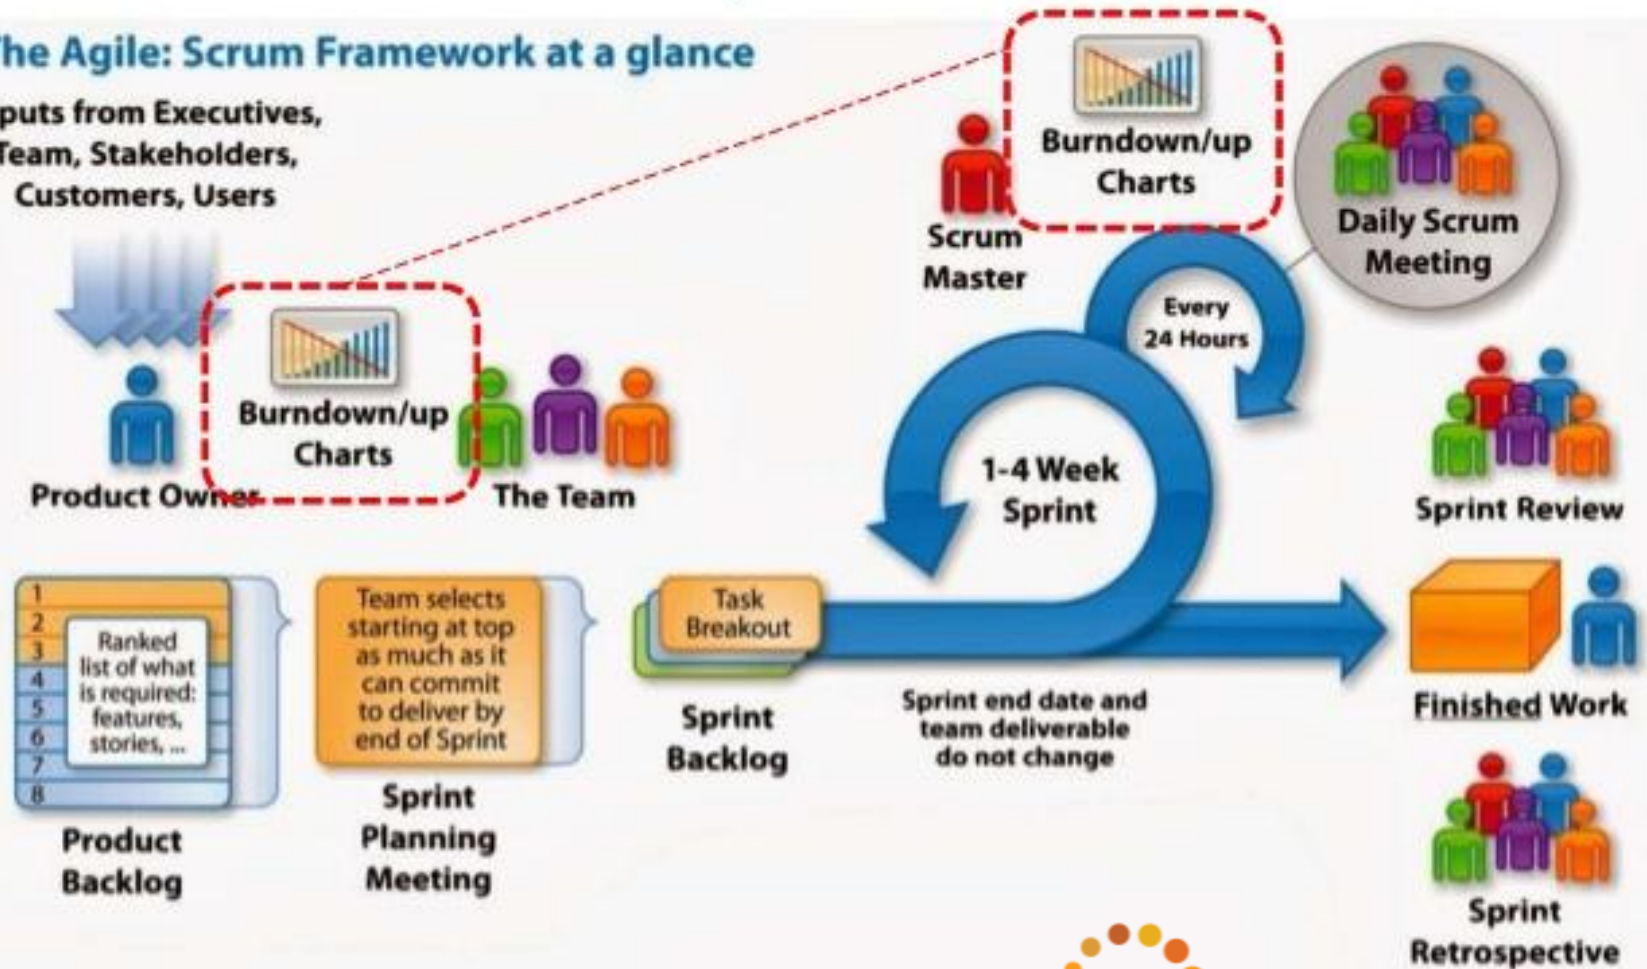 The Agile: Scrum Framework at a glance
puts from Executives,
Team, Stakeholders,
Customers, Users
Burndown/up
Charts
Product Owner
The Team
Scrum
Master
Burndown/up
Charts
Daily Scrum
Meeting
Every
24 Hours
1-4 Week
Sprint
Sprint Review
1
2
3
4
5
6
7
8
Ranked
list of what
is required:
features,
stories, ...
Product
Backlog
Team selects
starting at top
as much as it
can commit
to deliver by
end of Sprint
Sprint
Planning
Meeting
Task
Breakout
Sprint
Backlog
Sprint end date and
team deliverable
do not change
Finished Work
Sprint
Retrospective